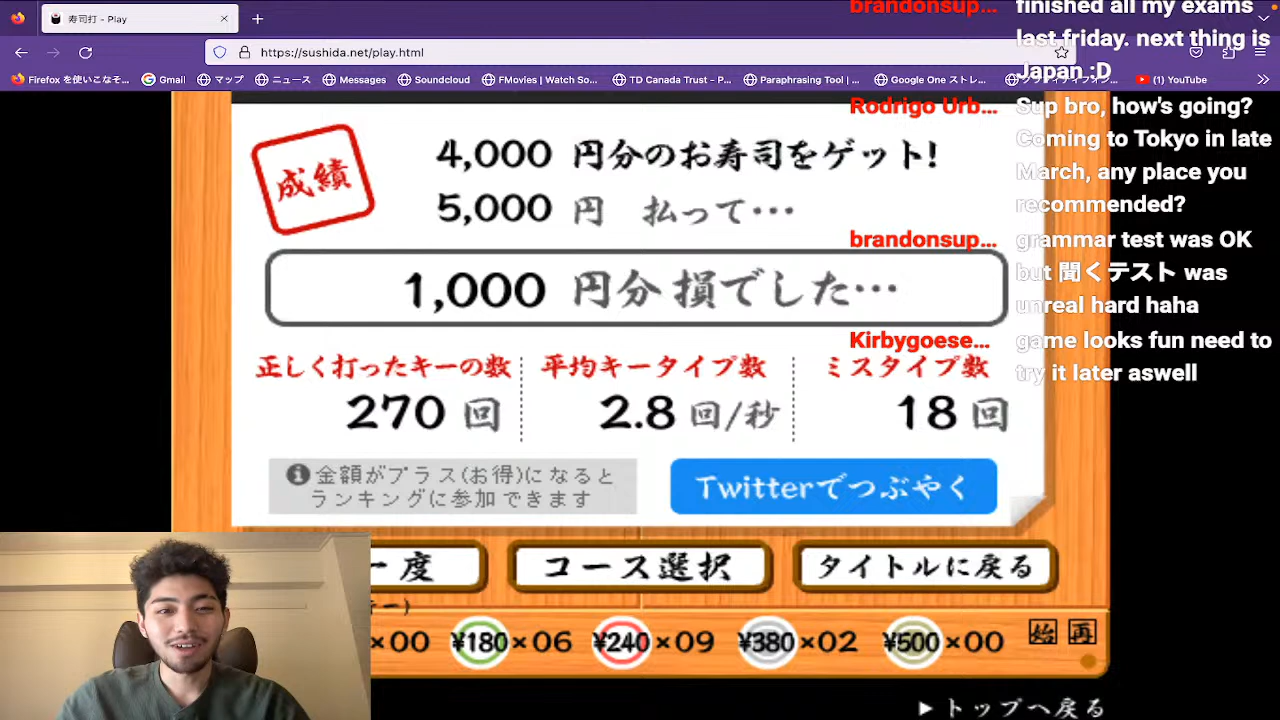 寿司打 - Play
https://sushida.net/play.html
Firefox を使いこなそ...
Gmail
マップ
ニュース
Messages
Soundcloud
FMovies | Watch So...
TD Canada Trust - P...
Paraphrasing Tool | ...
Google One ストレ...
(1) YouTube
brandonsup... finished all my exams
last friday. next thing is
Japan :D
Rodrigo Urb... Sup bro, how's going?
Coming to Tokyo in late
March, any place you
recommended?
brandonsup... grammar test was OK
but 聞くテスト was
unreal hard haha
Kirbygoese... game looks fun need to
try it later aswell
成績
4,000 円分のお寿司をゲット!
5,000 円 払って…
1,000 円分 損でした…
正しく打ったキーの数 平均キータイプ数 ミスタイプ数
270 回 2.8 回/秒 18 回
金額がプラス(お得)になると
ランキングに参加できます
Twitterでつぶやく
一度 コース選択 タイトルに戻る
×00 ¥180×06 ¥240×09 ¥380×02 ¥500×00 始 再
▶トップへ戻る